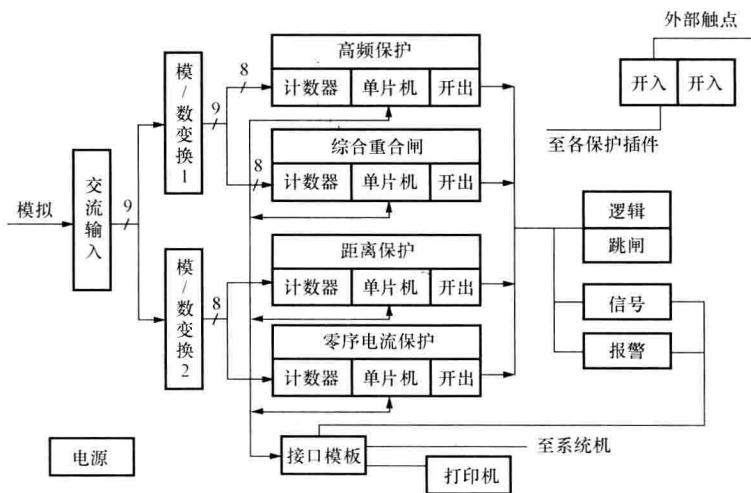 外部触点
开入 开入
至各保护插件
模拟
交流输入
9
模/数变换1
9
8
8
模/数变换2
8
高频保护
计数器 单片机 开出
综合重合闸
计数器 单片机 开出
距离保护
计数器 单片机 开出
零序电流保护
计数器 单片机 开出
逻辑
跳闸
信号
报警
接口模板
至系统机
打印机
电源